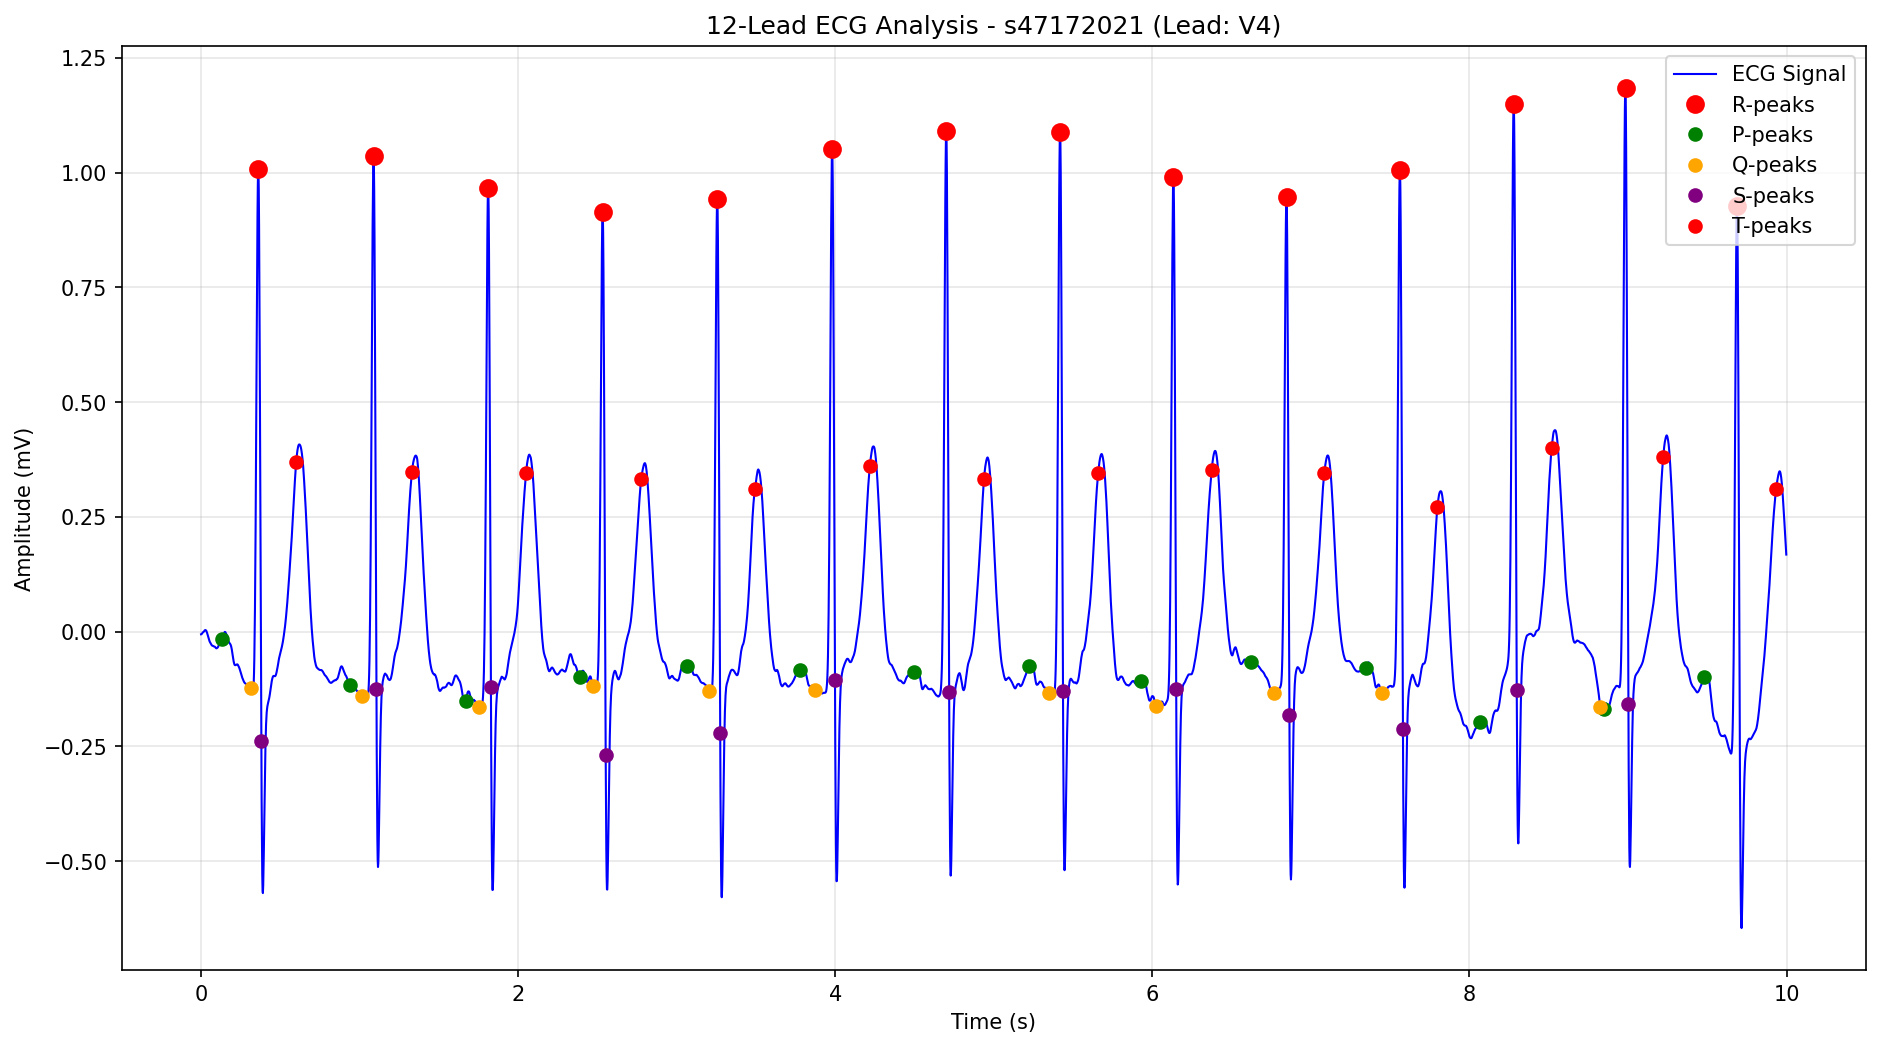 12-Lead ECG Analysis - s47172021 (Lead: V4)
ECG Signal
R-peaks
P-peaks
Q-peaks
S-peaks
T-peaks
Amplitude (mV)
1.25
1.00
0.75
0.50
0.25
0.00
−0.25
−0.50
0 2 4 6 8 10
Time (s)